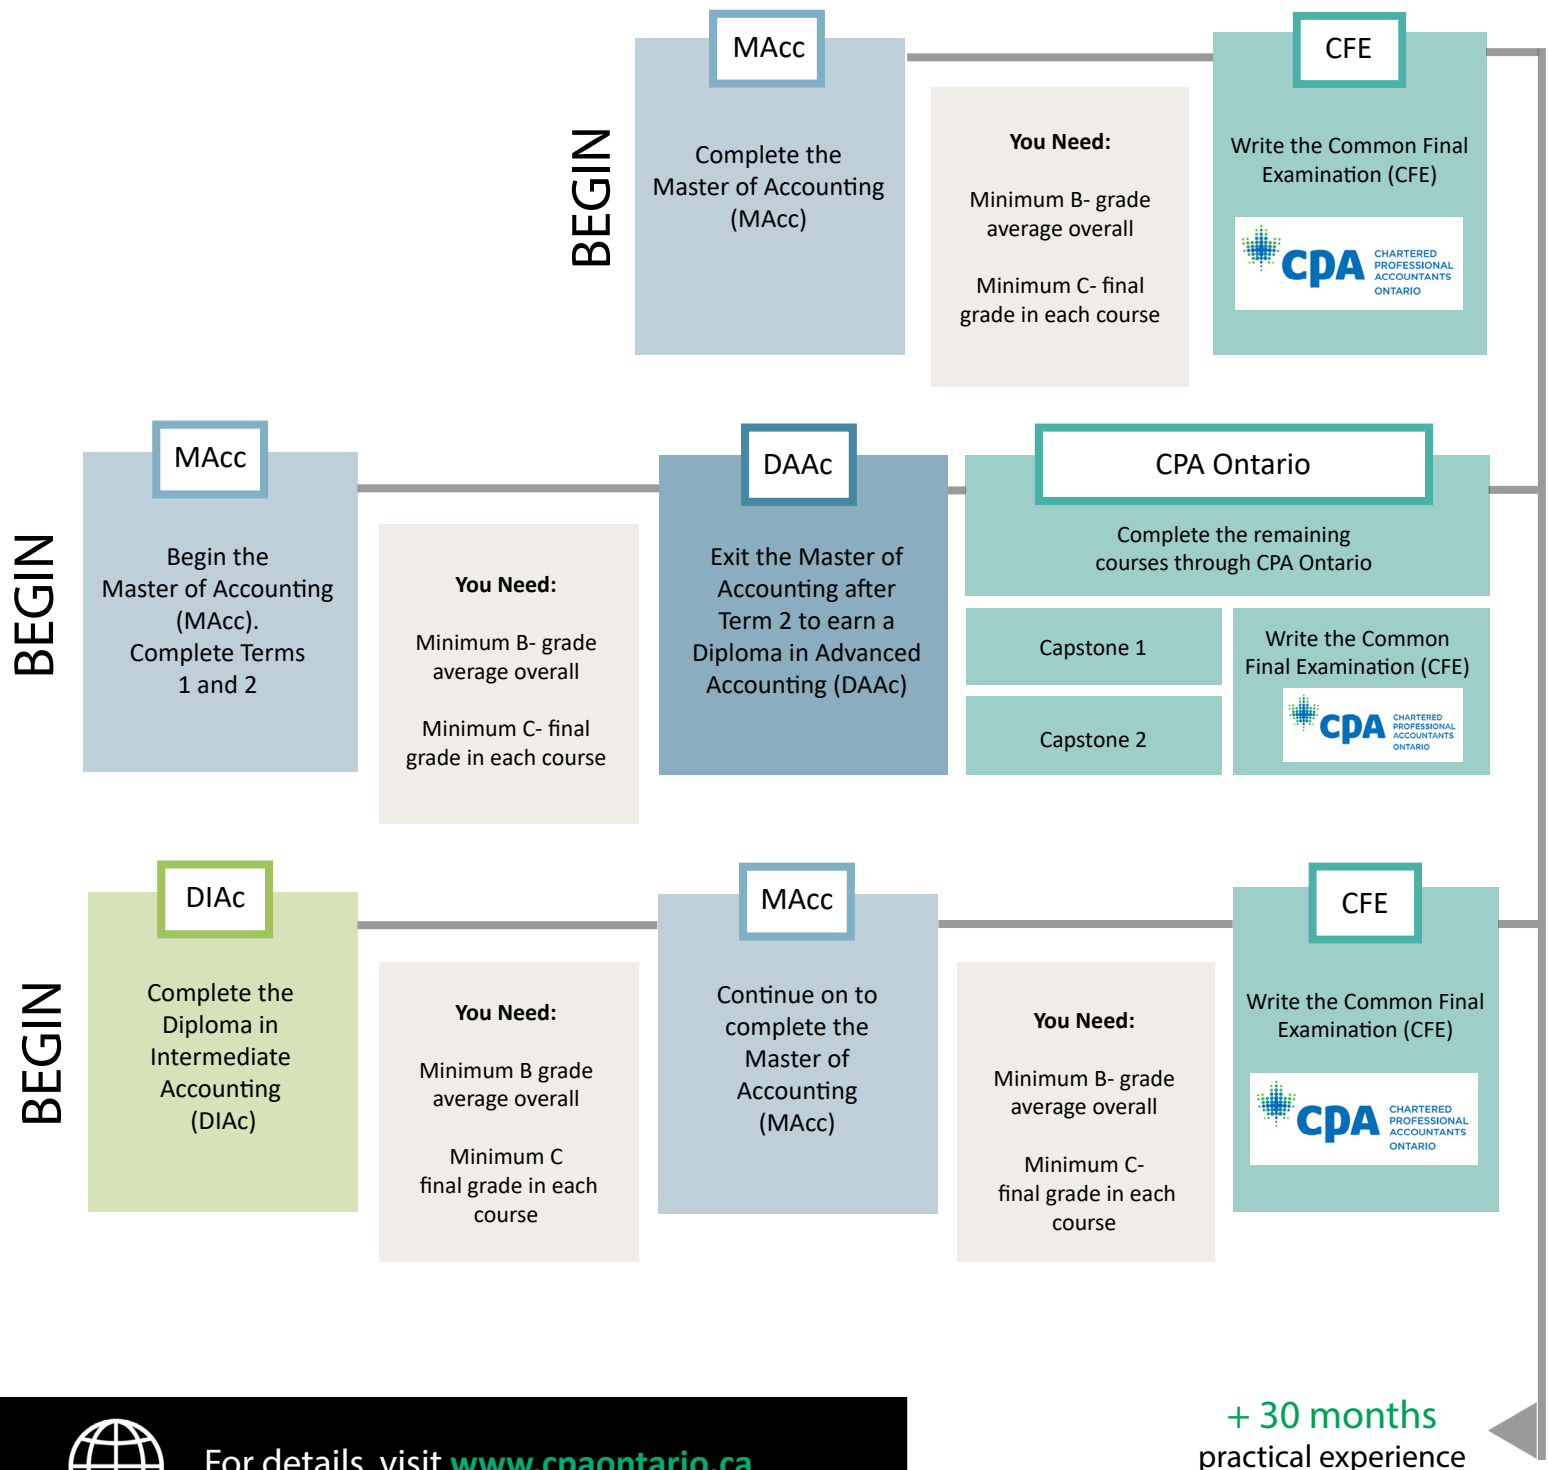 BEGIN
MAcc
Complete the
Master of Accounting
(MAcc)
You Need:
Minimum B- grade
average overall
Minimum C- final
grade in each course
CFE
Write the Common Final
Examination (CFE)
CPA
CHARTERED
PROFESSIONAL
ACCOUNTANTS
ONTARIO
BEGIN
MAcc
Begin the
Master of Accounting
(MAcc).
Complete Terms
1 and 2
You Need:
Minimum B- grade
average overall
Minimum C- final
grade in each course
DAAc
Exit the Master of
Accounting after
Term 2 to earn a
Diploma in Advanced
Accounting (DAAc)
CPA Ontario
Complete the remaining
courses through CPA Ontario
Capstone 1
Capstone 2
Write the Common
Final Examination (CFE)
CPA
CHARTERED
PROFESSIONAL
ACCOUNTANTS
ONTARIO
BEGIN
DIAc
Complete the
Diploma in
Intermediate
Accounting
(DIAc)
You Need:
Minimum B grade
average overall
Minimum C
final grade in each
course
MAcc
Continue on to
complete the
Master of
Accounting
(MAcc)
You Need:
Minimum B- grade
average overall
Minimum C-
final grade in each
course
CFE
Write the Common Final
Examination (CFE)
CPA
CHARTERED
PROFESSIONAL
ACCOUNTANTS
ONTARIO
For details, visit www.cpaontario.ca
+ 30 months
practical experience